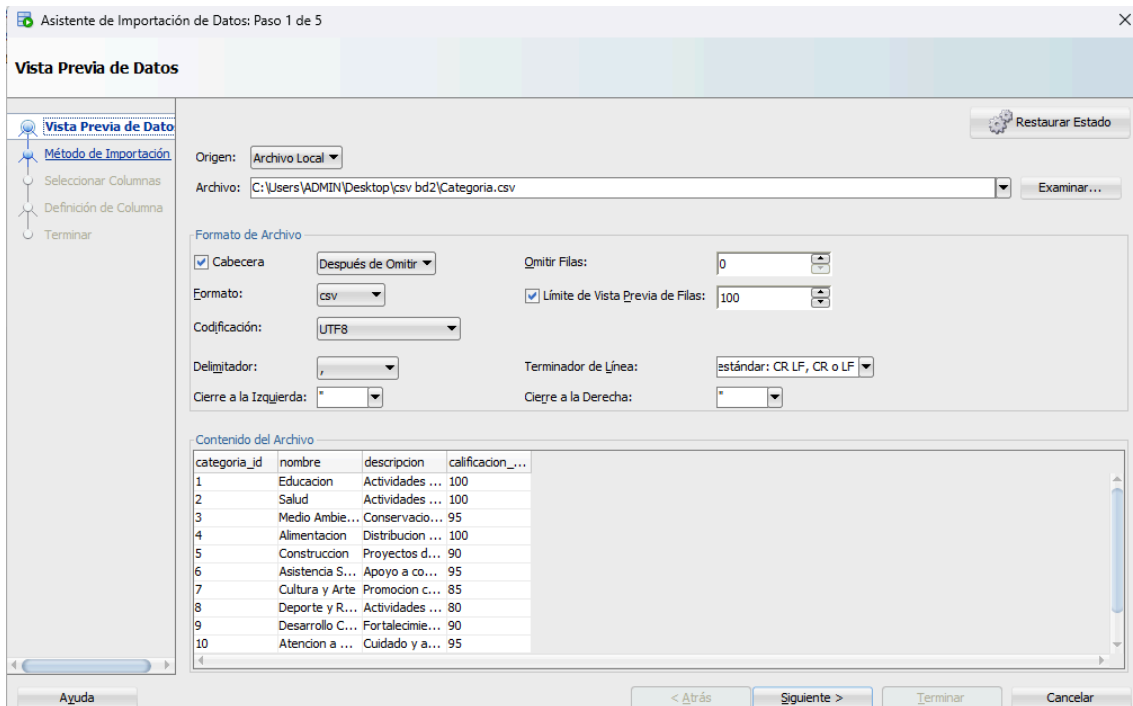 Asistente de Importación de Datos: Paso 1 de 5
Vista Previa de Datos
Restaurar Estado
Vista Previa de Dato
Método de Importación
Seleccionar Columnas
Definición de Columna
Terminar
Origen: Archivo Local
Archivo: C:\Users\ADMIN\Desktop\csv bd2\Categoria.csv Examinar...
Formato de Archivo
Cabecera Después de Omitir Omitir Filas: 0
Formato: csv Límite de Vista Previa de Filas: 100
Codificación: UTF8
Delimitador: , Terminador de Línea: estándar: CR LF, CR o LF
Cierre a la Izquierda: " Cierre a la Derecha: "
Contenido del Archivo
categoria_id nombre descripcion calificacion_...
1 Educacion Actividades ... 100
2 Salud Actividades ... 100
3 Medio Ambie... Conservacio... 95
4 Alimentacion Distribucion ... 100
5 Construccion Proyectos d... 90
6 Asistencia S... Apoyo a co... 95
7 Cultura y Arte Promocion c... 85
8 Deporte y R... Actividades ... 80
9 Desarrollo C... Fortalecimie... 90
10 Atencion a ... Cuidado y a... 95
Ayuda < Atrás Siguiente > Terminar Cancelar